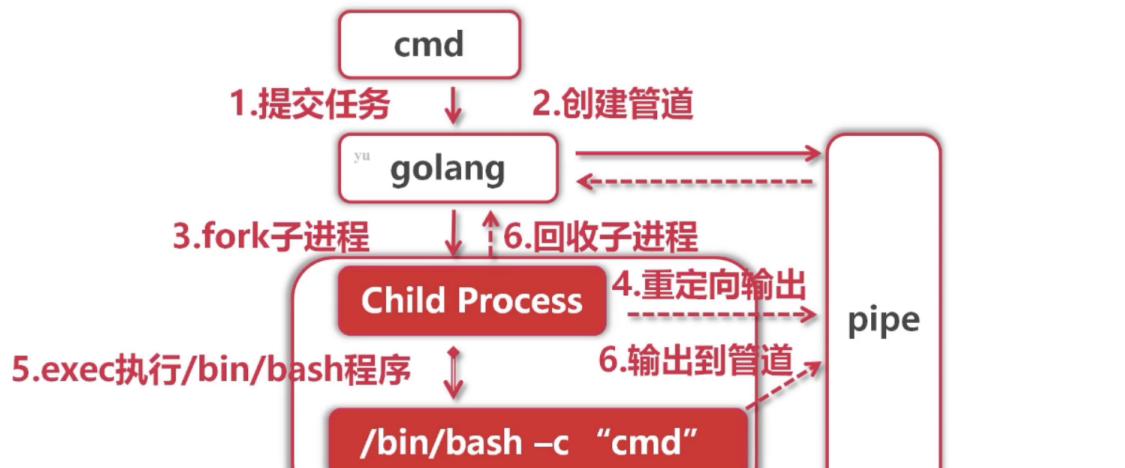 cmd
1.提交任务
2.创建管道
yu
golang
3.fork子进程
6.回收子进程
Child Process
4.重定向输出
pipe
5.exec执行/bin/bash程序
6.输出到管道
/bin/bash –c “cmd”